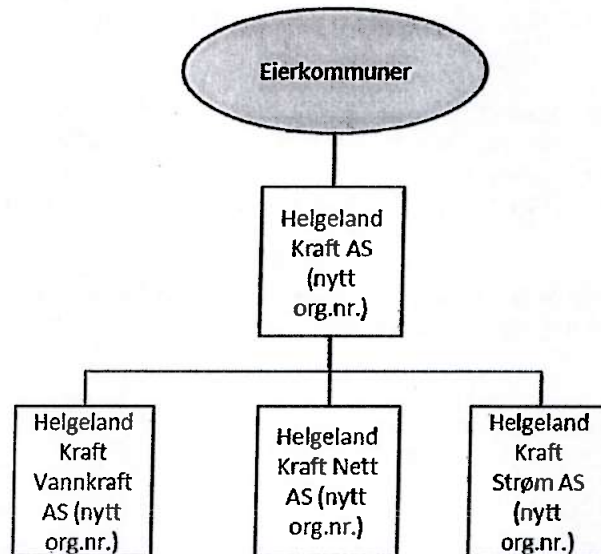 Eierkommuner
Helgeland
Kraft AS
(nytt
org.nr.)
Helgeland
Kraft
Vannkraft
AS (nytt
org.nr.)
Helgeland
Kraft Nett
AS (nytt
org.nr.)
Helgeland
Kraft
Strøm AS
(nytt
org.nr.)